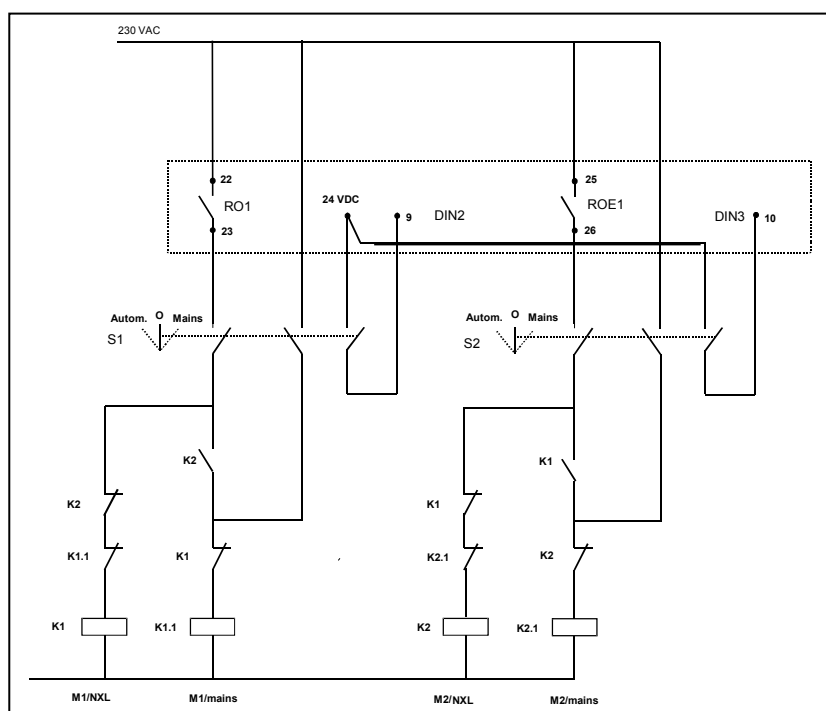 230 VAC
22
25
RO1
24 VDC
9
DIN2
ROE1
DIN3
10
23
26
Autom. O Mains
S1
Autom. O Mains
S2
K2
K1
K2
K1
K1.1
K1
K2.1
K2
K1
K1.1
K2
K2.1
M1/NXL
M1/mains
M2/NXL
M2/mains